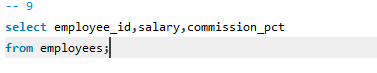 -- 9
select employee_id,salary,commission_pct
from employees;